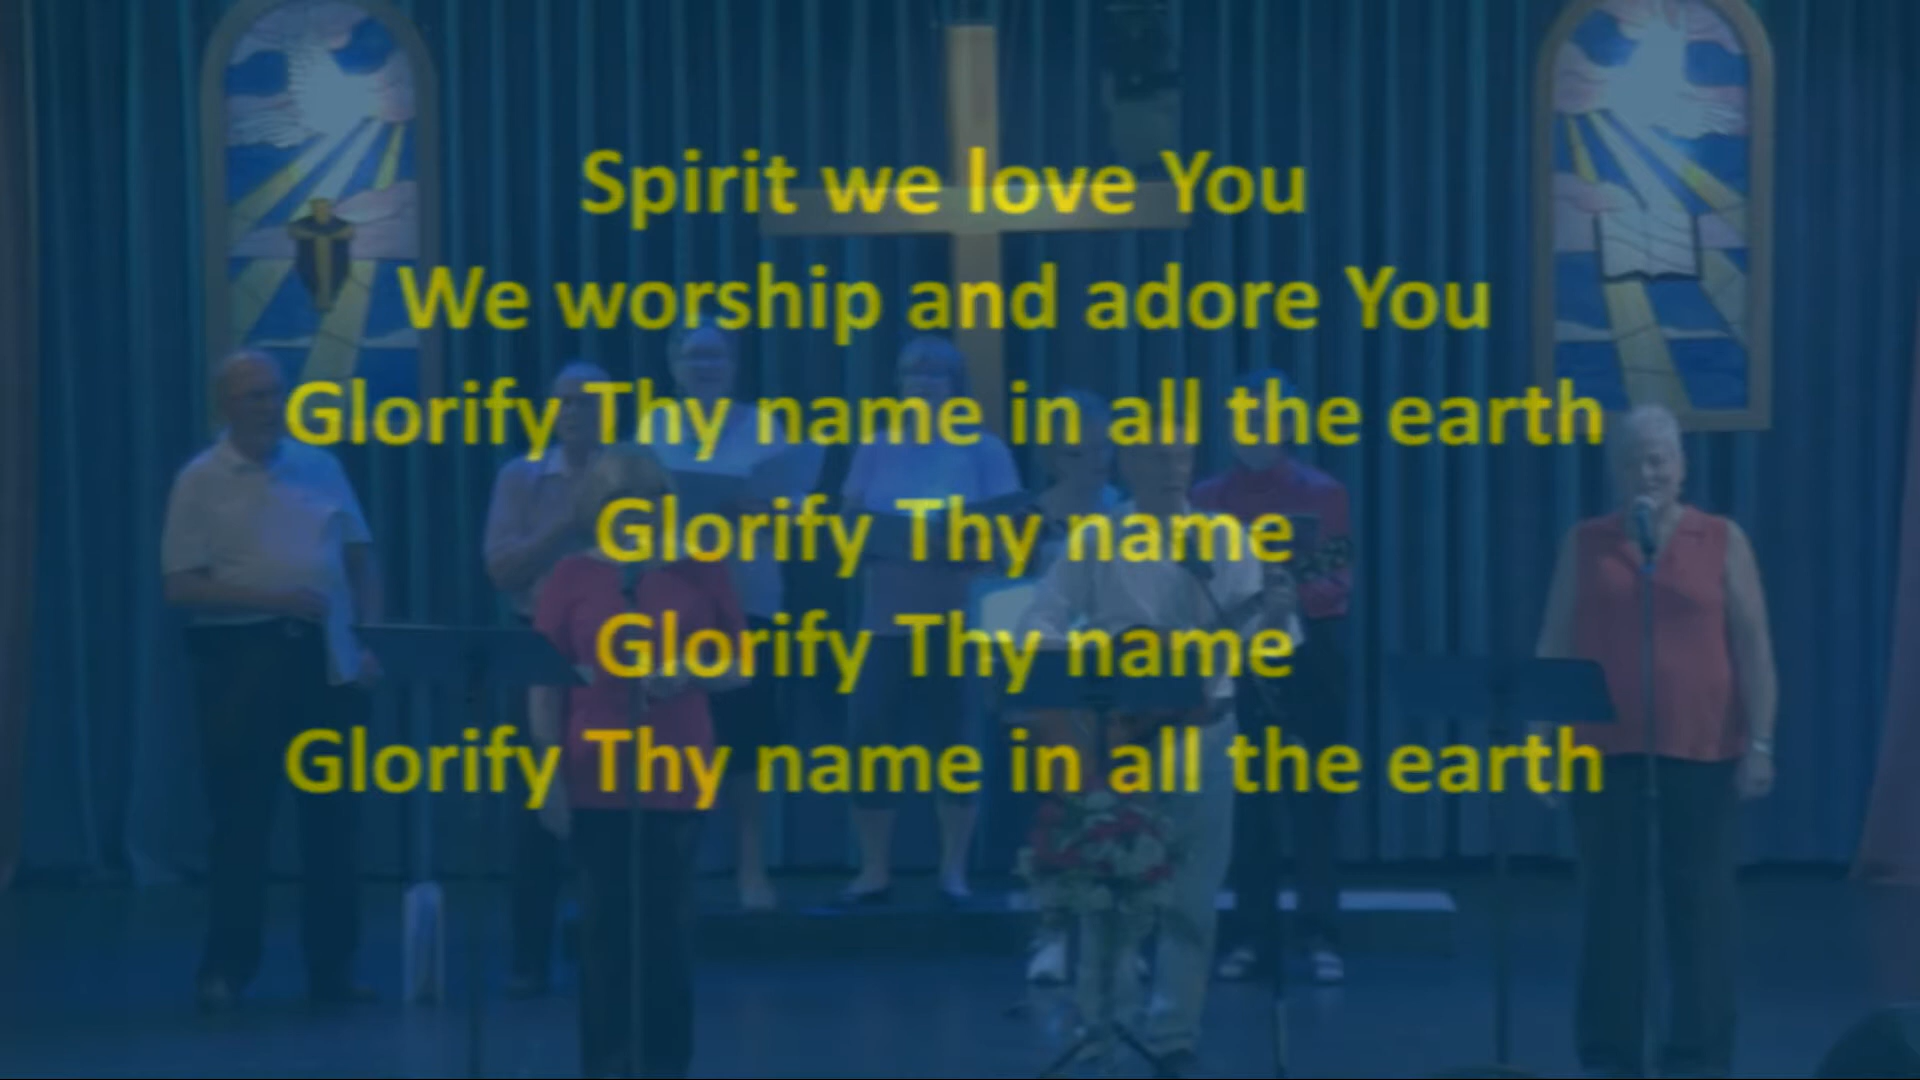 Spirit we love You
We worship and adore You
Glorify Thy name in all the earth
Glorify Thy name
Glorify Thy name
Glorify Thy name in all the earth